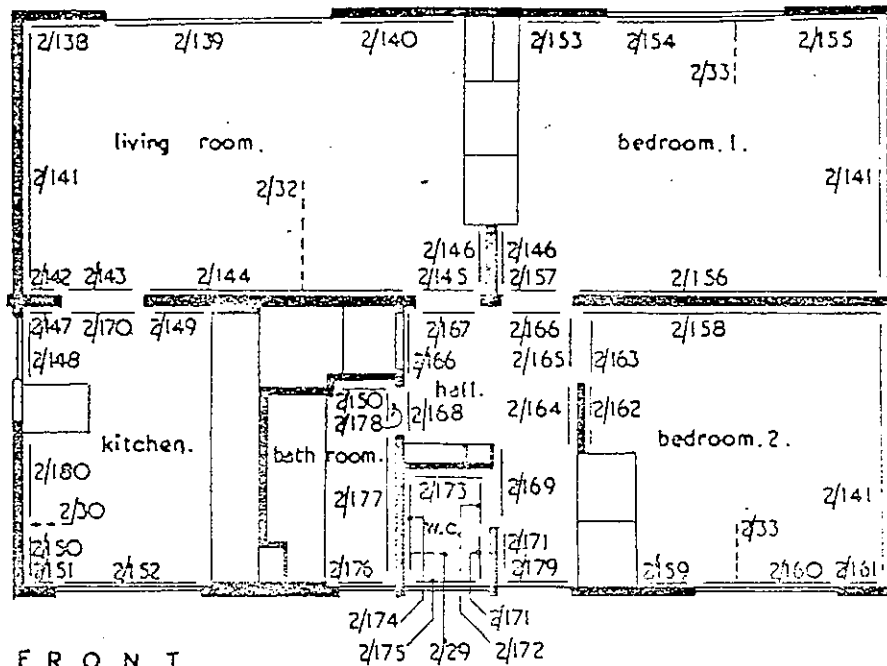 2/138 2/139 2/140 2/153 2/154 2/155
2/33
living room. bedroom.1.
2/141 2/32 2/141
2/146 2/146
2/142 2/143 2/144 2/145 2/157 2/156
2/147 2/170 2/149 2/167 2/166 2/158
2/148 2/166 2/165 2/163
hall.
2/150 2/168 2/164 2/162
2/178
kitchen. bath room. bedroom.2.
2/180 2/177 2/173 2/169 2/141
2/30 W.C. 2/33
2/150 2/171
2/151 2/152 2/176 2/179 2/159 2/160 2/161
2/174 2/171
2/175 2/29 2/172
FRONT